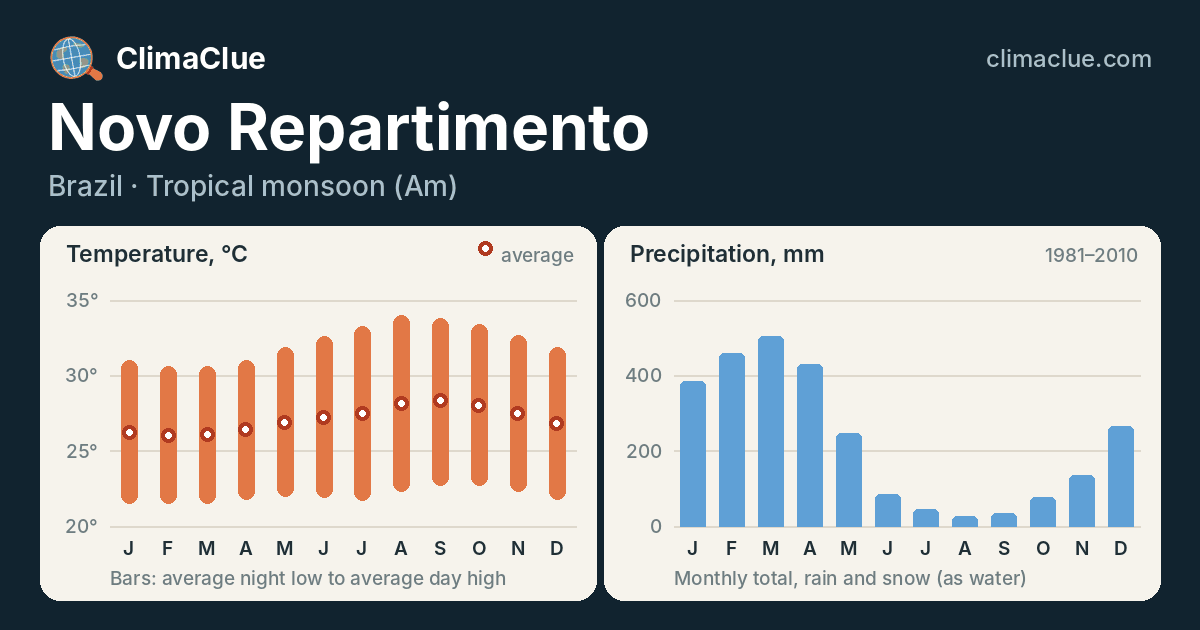 ClimaClue
climaclue.com
Novo Repartimento
Brazil · Tropical monsoon (Am)
Temperature, °C
average
35°
30°
25°
20°
J F M A M J J A S O N D
Bars: average night low to average day high
Precipitation, mm
1981–2010
600
400
200
0
J F M A M J J A S O N D
Monthly total, rain and snow (as water)